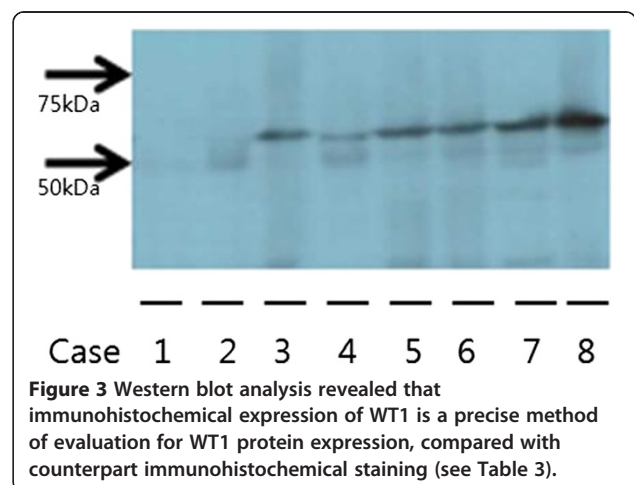 75kDa
50kDa
Case 1 2 3 4 5 6 7 8
Figure 3 Western blot analysis revealed that
immunohistochemical expression of WT1 is a precise method
of evaluation for WT1 protein expression, compared with
counterpart immunohistochemical staining (see Table 3).